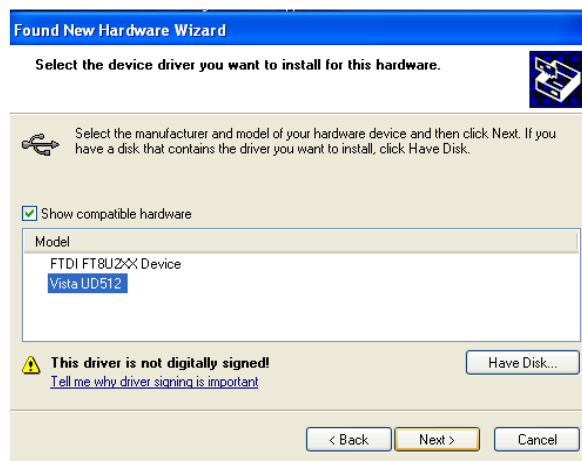 Found New Hardware Wizard
Select the device driver you want to install for this hardware.
Select the manufacturer and model of your hardware device and then click Next. If you
have a disk that contains the driver you want to install, click Have Disk.
Show compatible hardware
Model
FTDI FT8U2XX Device
Vista UD512
This driver is not digitally signed!
Have Disk...
Tell me why driver signing is important
< Back
Next >
Cancel